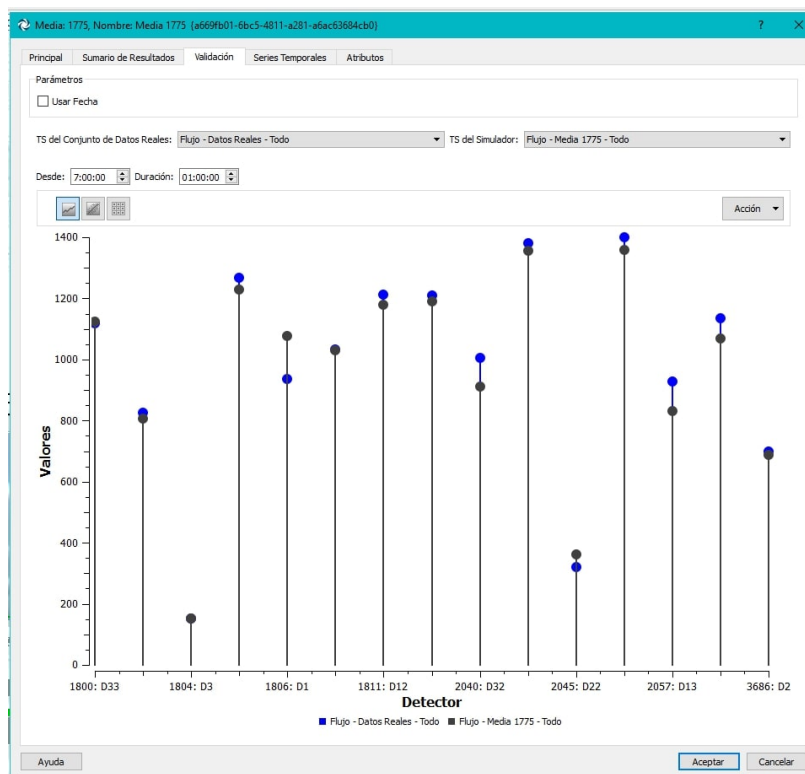 Media: 1775, Nombre: Media 1775 {a669fb01-6bc5-4811-a281-a6ac63684cb0}
? X
Principal Sumario de Resultados Validación Series Temporales Atributos
Parámetros
Usar Fecha
TS del Conjunto de Datos Reales: Flujo - Datos Reales - Todo TS del Simulador: Flujo - Media 1775 - Todo
Desde: 7:00:00 Duración: 01:00:00
Acción
1400
1200
1000
800
600
400
200
0
Valores
1800: D33 1804: D3 1806: D1 1811: D12 2040: D32 2045: D22 2057: D13 3686: D2
Detector
Flujo - Datos Reales - Todo Flujo - Media 1775 - Todo
Ayuda Aceptar Cancelar